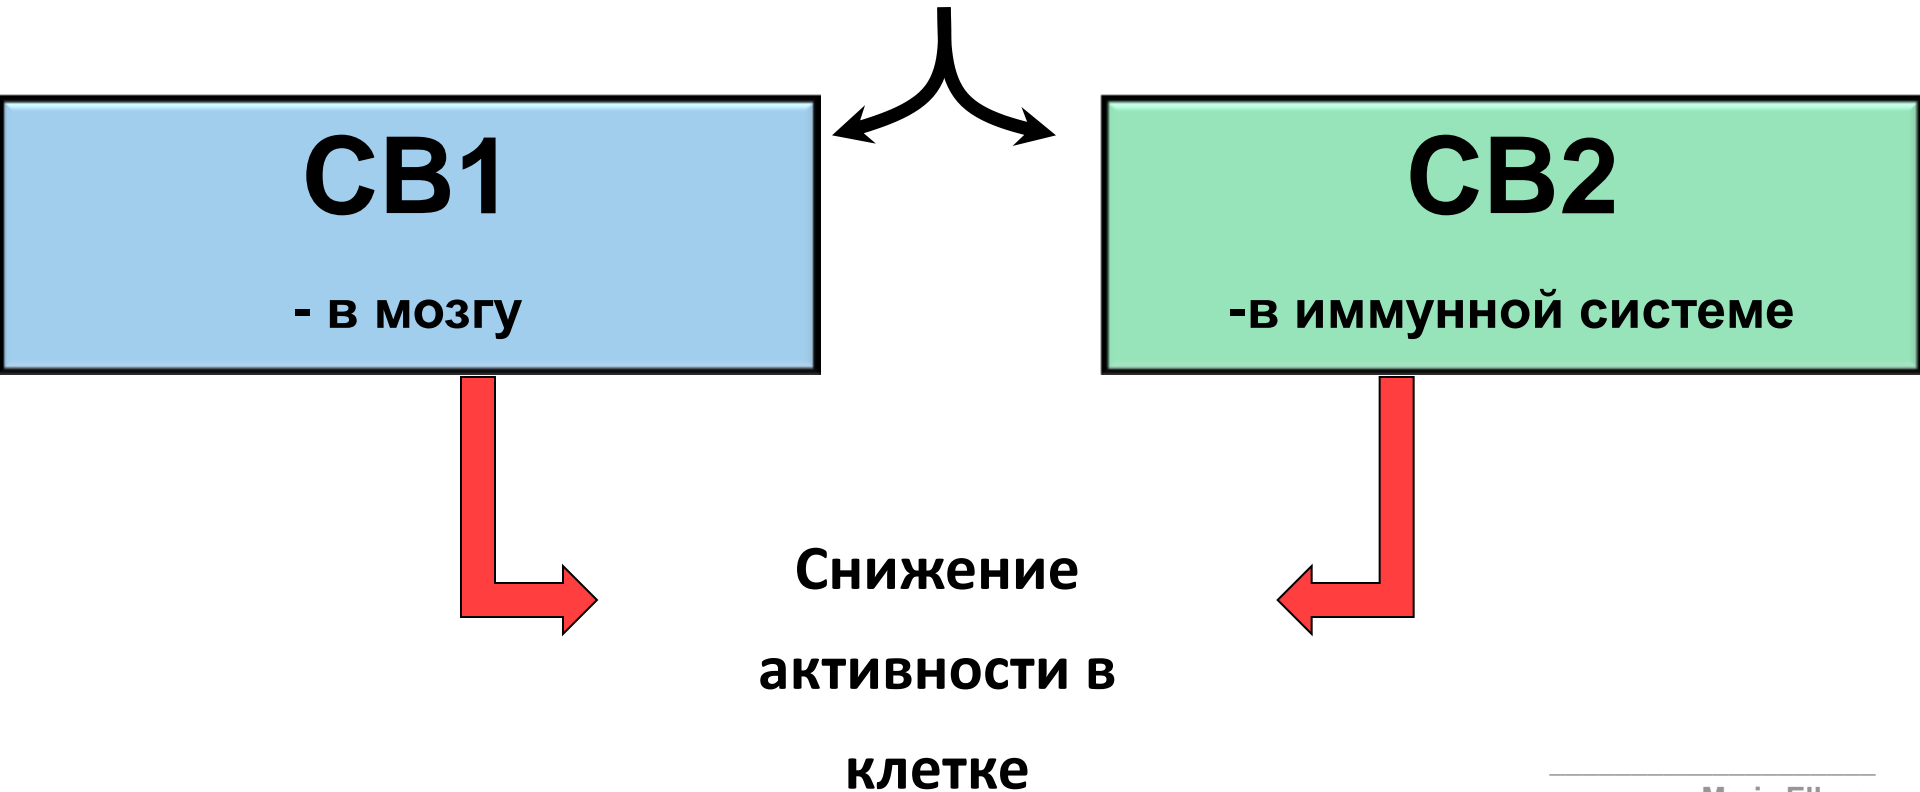 CB1
- в мозгу
CB2
-в иммунной системе
Снижение
активности в
клетке